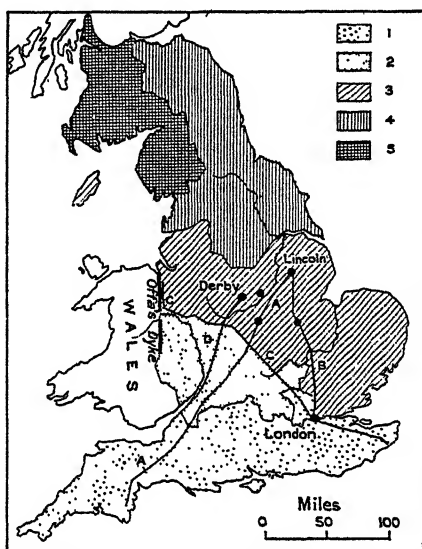 1
2
3
4
5
Lincoln
Derby
A
Offa's Dyke
WALES
C
D
C
B
London
A
Miles
0 50 100